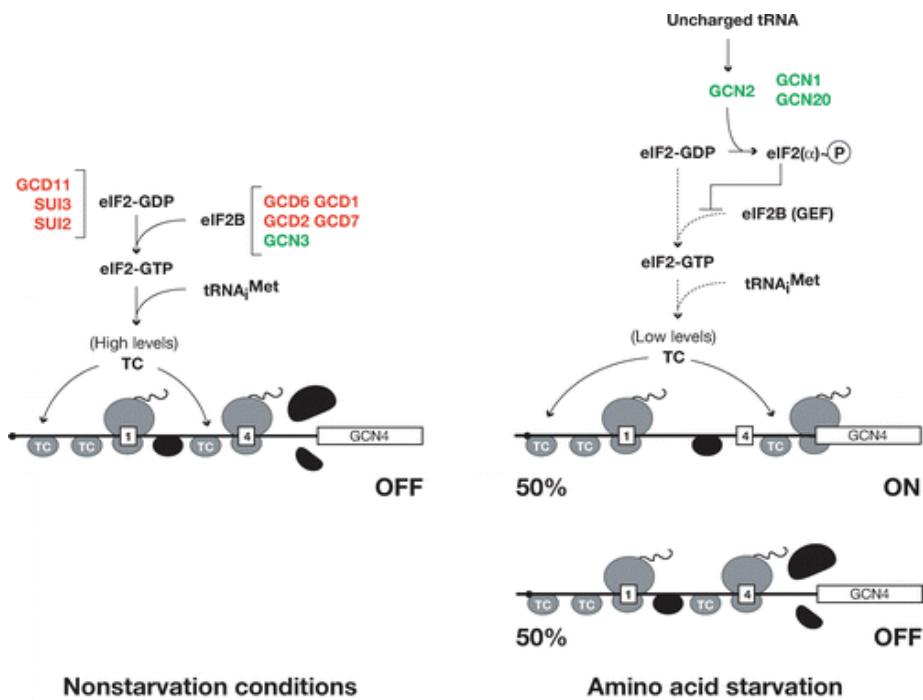 GCD11
SUI3
SUI2
eIF2-GDP
eIF2B
GCD6 GCD1
GCD2 GCD7
GCN3
eIF2-GTP
tRNAiMet
(High levels)
TC
TC
TC
1
TC
4
GCN4
OFF
Nonstarvation conditions
Uncharged tRNA
GCN2
GCN1
GCN20
eIF2-GDP
eIF2(α)-P
eIF2B (GEF)
eIF2-GTP
tRNAiMet
(Low levels)
TC
TC
TC
1
4
TC
GCN4
50%
ON
TC
TC
1
TC
4
GCN4
50%
OFF
Amino acid starvation